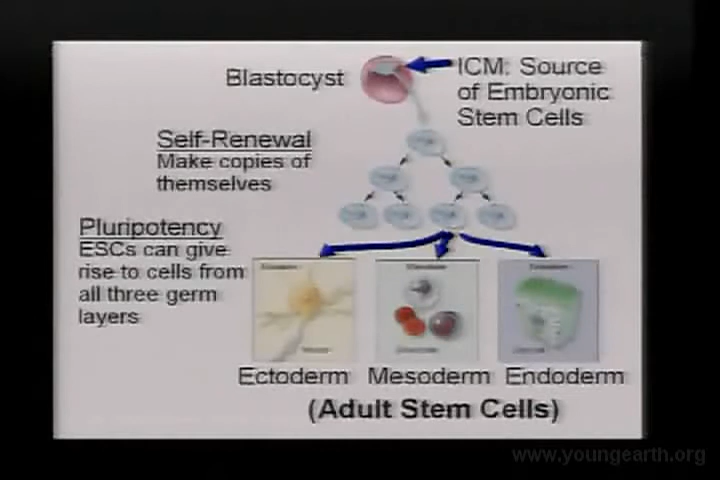 Blastocyst
ICM: Source
of Embryonic
Stem Cells
Self-Renewal
Make copies of
themselves
Pluripotency
ESCs can give
rise to cells from
all three germ
layers
Ectoderm
Mesoderm
Endoderm
(Adult Stem Cells)
www.youngearth.org